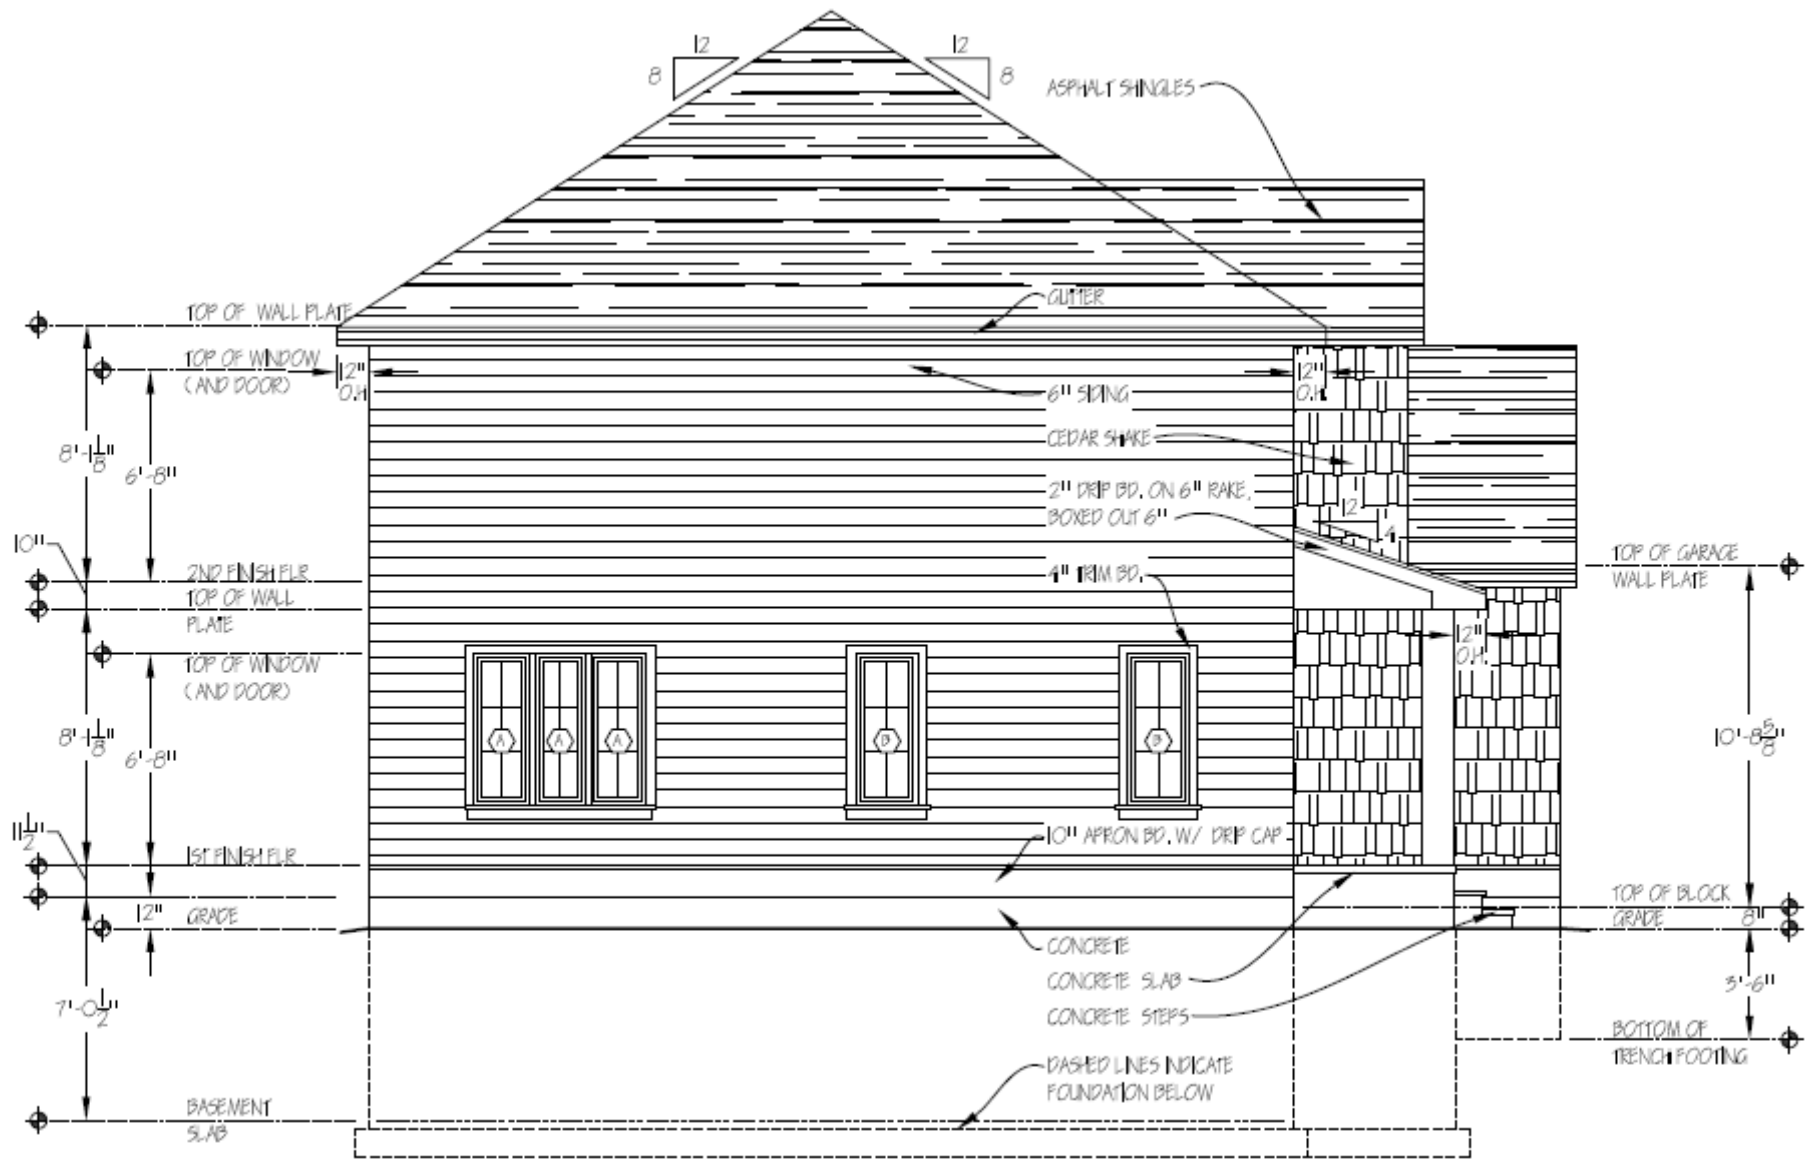 12
12
8
8
ASPHALT SHINGLES
GUTTER
TOP OF WALL PLATE
TOP OF WINDOW
(AND DOOR)
12"
O.H.
12"
O.H.
6" SIDING
8'-1 1/8"
6'-8"
CEDAR SHAKE
2" DRIP BD. ON 6" RAKE,
BOXED OUT 6"
12
4
10"
4" TRIM BD.
2ND FINISH FLR
TOP OF WALL
PLATE
TOP OF GARAGE
WALL PLATE
TOP OF WINDOW
(AND DOOR)
12"
O.H.
8'-1 1/8"
6'-8"
A
A
A
B
B
10'-8 5/8"
11 1/2"
10" APRON BD. W/ DRIP CAP
1ST FINISH FLR
12"
GRADE
TOP OF BLOCK
GRADE
8"
CONCRETE
CONCRETE SLAB
CONCRETE STEPS
7'-0 1/2"
3'-6"
BOTTOM OF
TRENCH FOOTING
DASHED LINES INDICATE
FOUNDATION BELOW
BASEMENT
SLAB